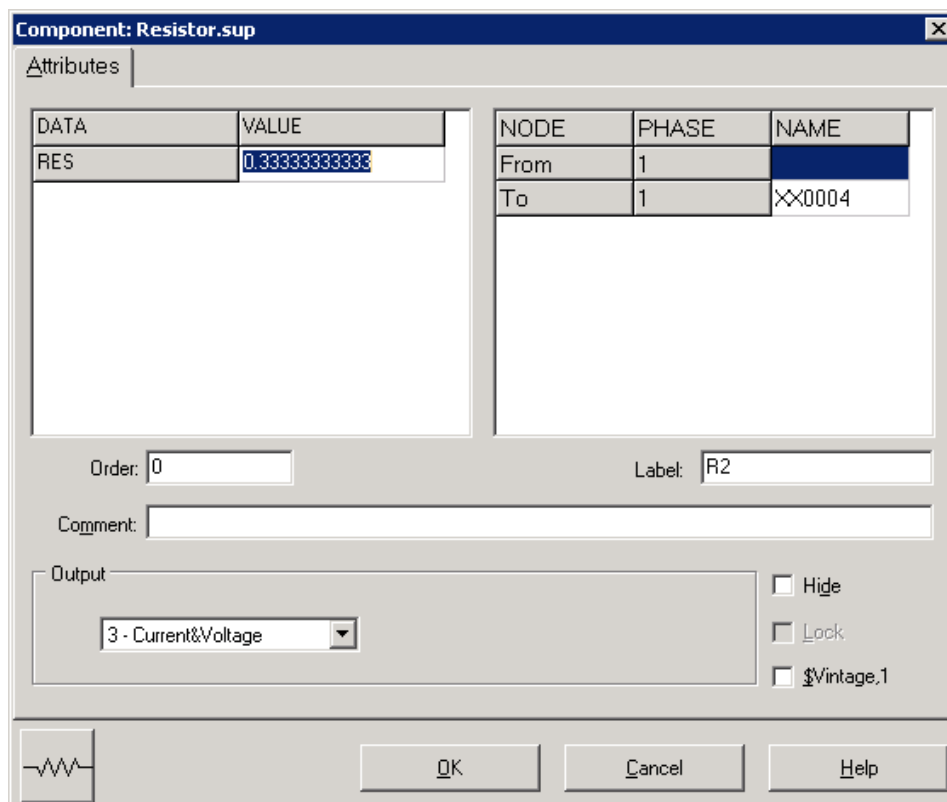 Component: Resistor.sup
Attributes
DATA VALUE
RES 0.33333333333
NODE PHASE NAME
From 1
To 1 XX0004
Order: 0
Label: R2
Comment:
Output
3 - Current&Voltage
Hide
Lock
$Vintage,1
OK Cancel Help